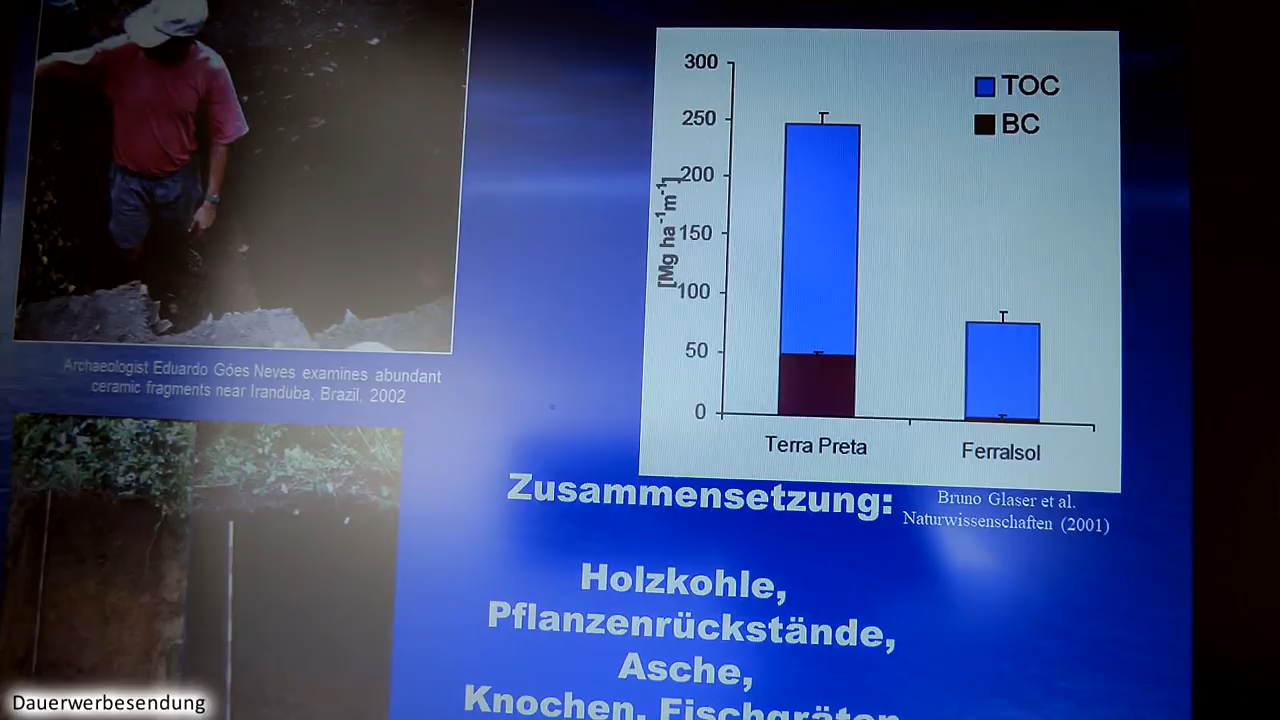 300
250
200
150
100
50
0
[Mg ha-1m-1]
TOC
BC
Terra Preta
Ferralsol
Archaeologist Eduardo Góes Neves examines abundant
ceramic fragments near Iranduba, Brazil, 2002
Zusammensetzung:
Bruno Glaser et al.
Naturwissenschaften (2001)
Holzkohle,
Pflanzenrückstände,
Asche,
Knochen, Fischgräten
Dauerwerbesendung